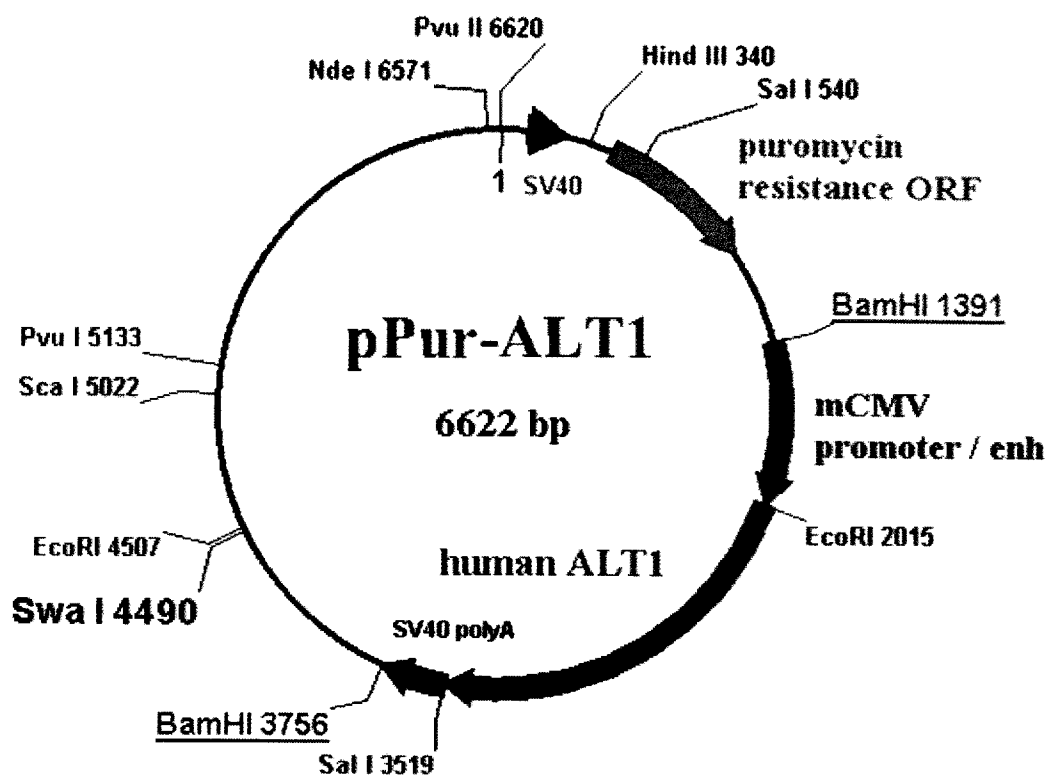 Pvu II 6620
Nde I 6571
Hind III 340
Sal I 540
1
SV40
puromycin
resistance ORF
BamHI 1391
Pvu I 5133
Sca I 5022
pPur-ALT1
6622 bp
mCMV
promoter / enh
EcoRI 4507
Swa I 4490
human ALT1
EcoRI 2015
SV40 polyA
BamHI 3756
Sal I 3519